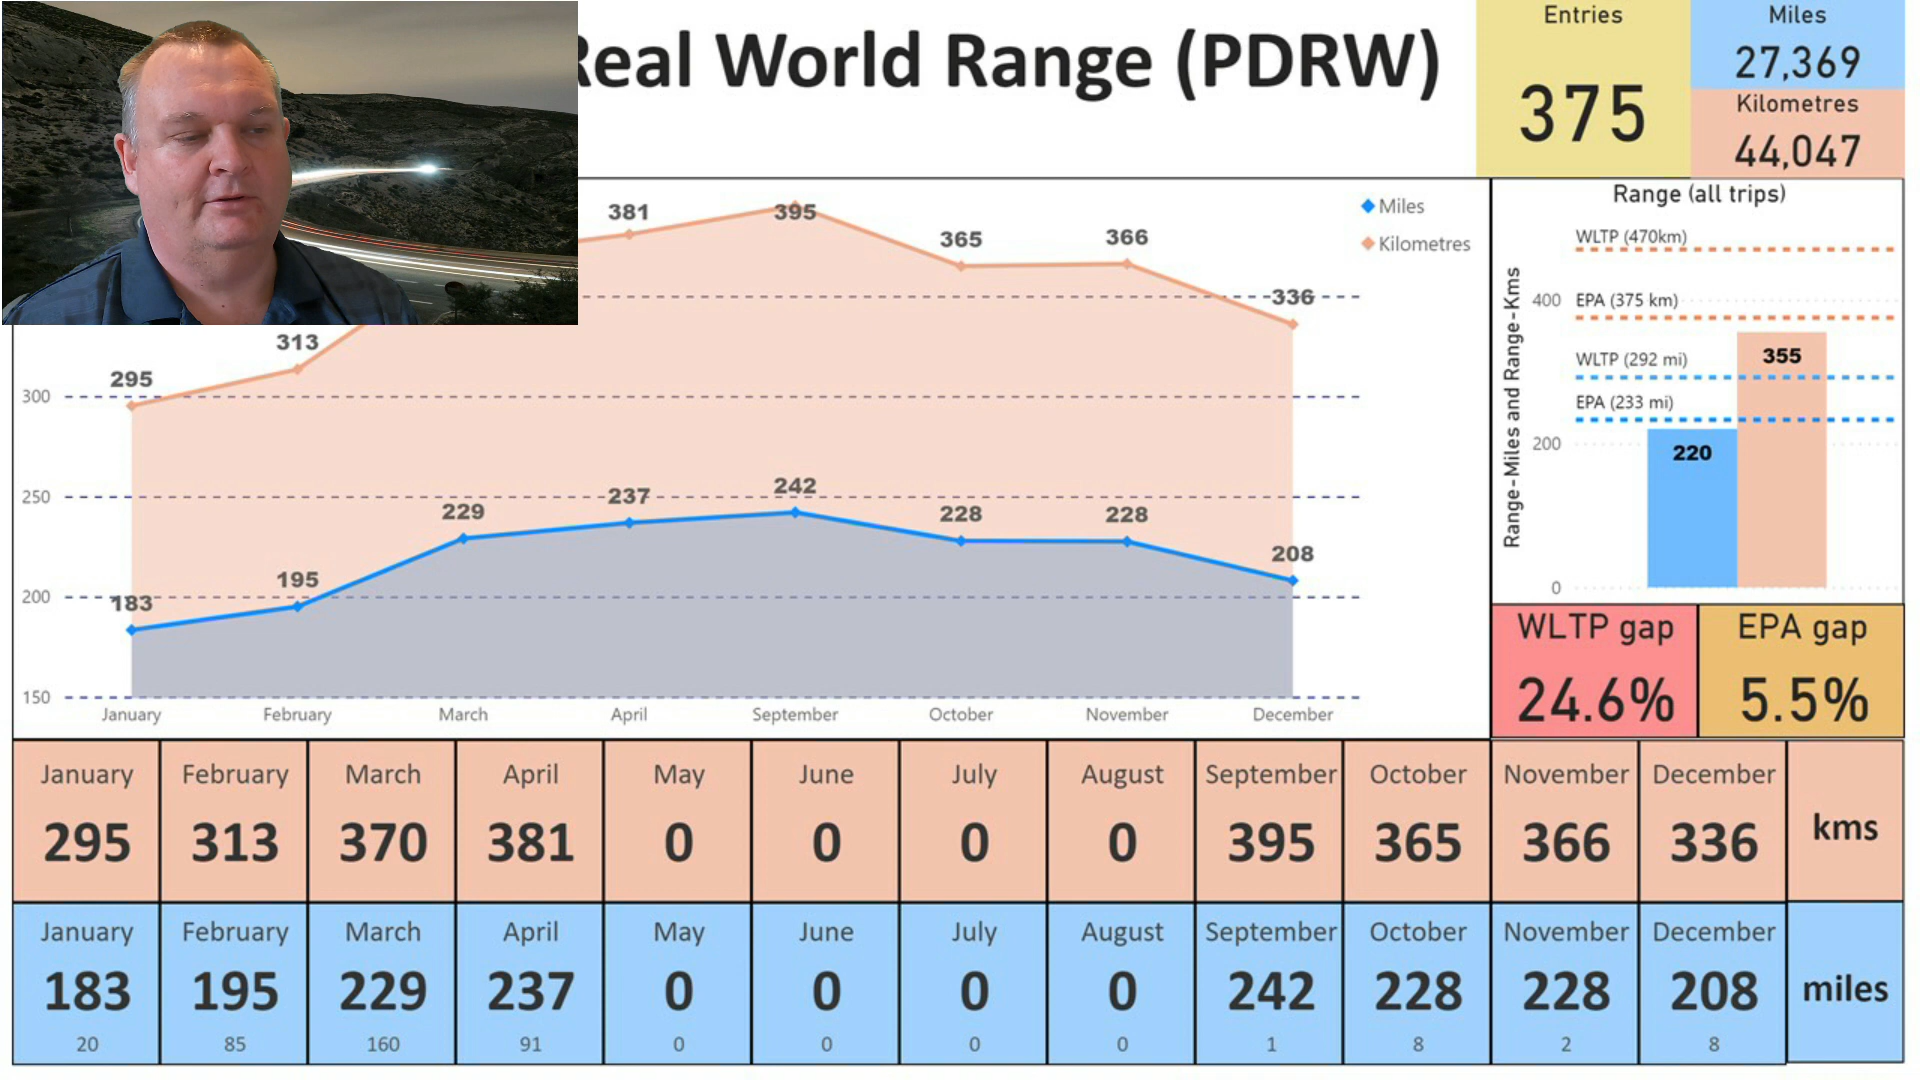 Real World Range (PDRW)
Entries
375
Miles
27,369
Kilometres
44,047
381
395
365
366
336
313
295
Miles
Kilometres
300
250
200
150
183
195
229
237
242
228
228
208
January February March April September October November December
Range (all trips)
Range-Miles and Range-Kms
WLTP (470km)
400
EPA (375 km)
WLTP (292 mi)
EPA (233 mi)
200
0
355
220
WLTP gap
24.6%
EPA gap
5.5%
January February March April May June July August September October November December
295 313 370 381 0 0 0 0 395 365 366 336 kms
January February March April May June July August September October November December
183 195 229 237 0 0 0 0 242 228 228 208 miles
20 85 160 91 0 0 0 0 1 8 2 8